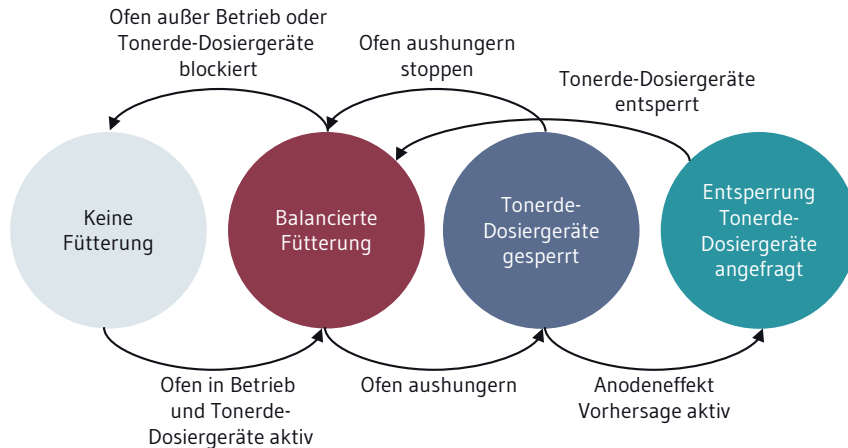 Ofen außer Betrieb oder
Tonerde-Dosiergeräte
blockiert
Ofen aushungern
stoppen
Tonerde-Dosiergeräte
entsperrt
Keine
Fütterung
Balancierte
Fütterung
Tonerde-
Dosiergeräte
gesperrt
Entsperrung
Tonerde-
Dosiergeräte
angefragt
Ofen in Betrieb
und Tonerde-
Dosiergeräte aktiv
Ofen aushungern
Anodeneffekt
Vorhersage aktiv